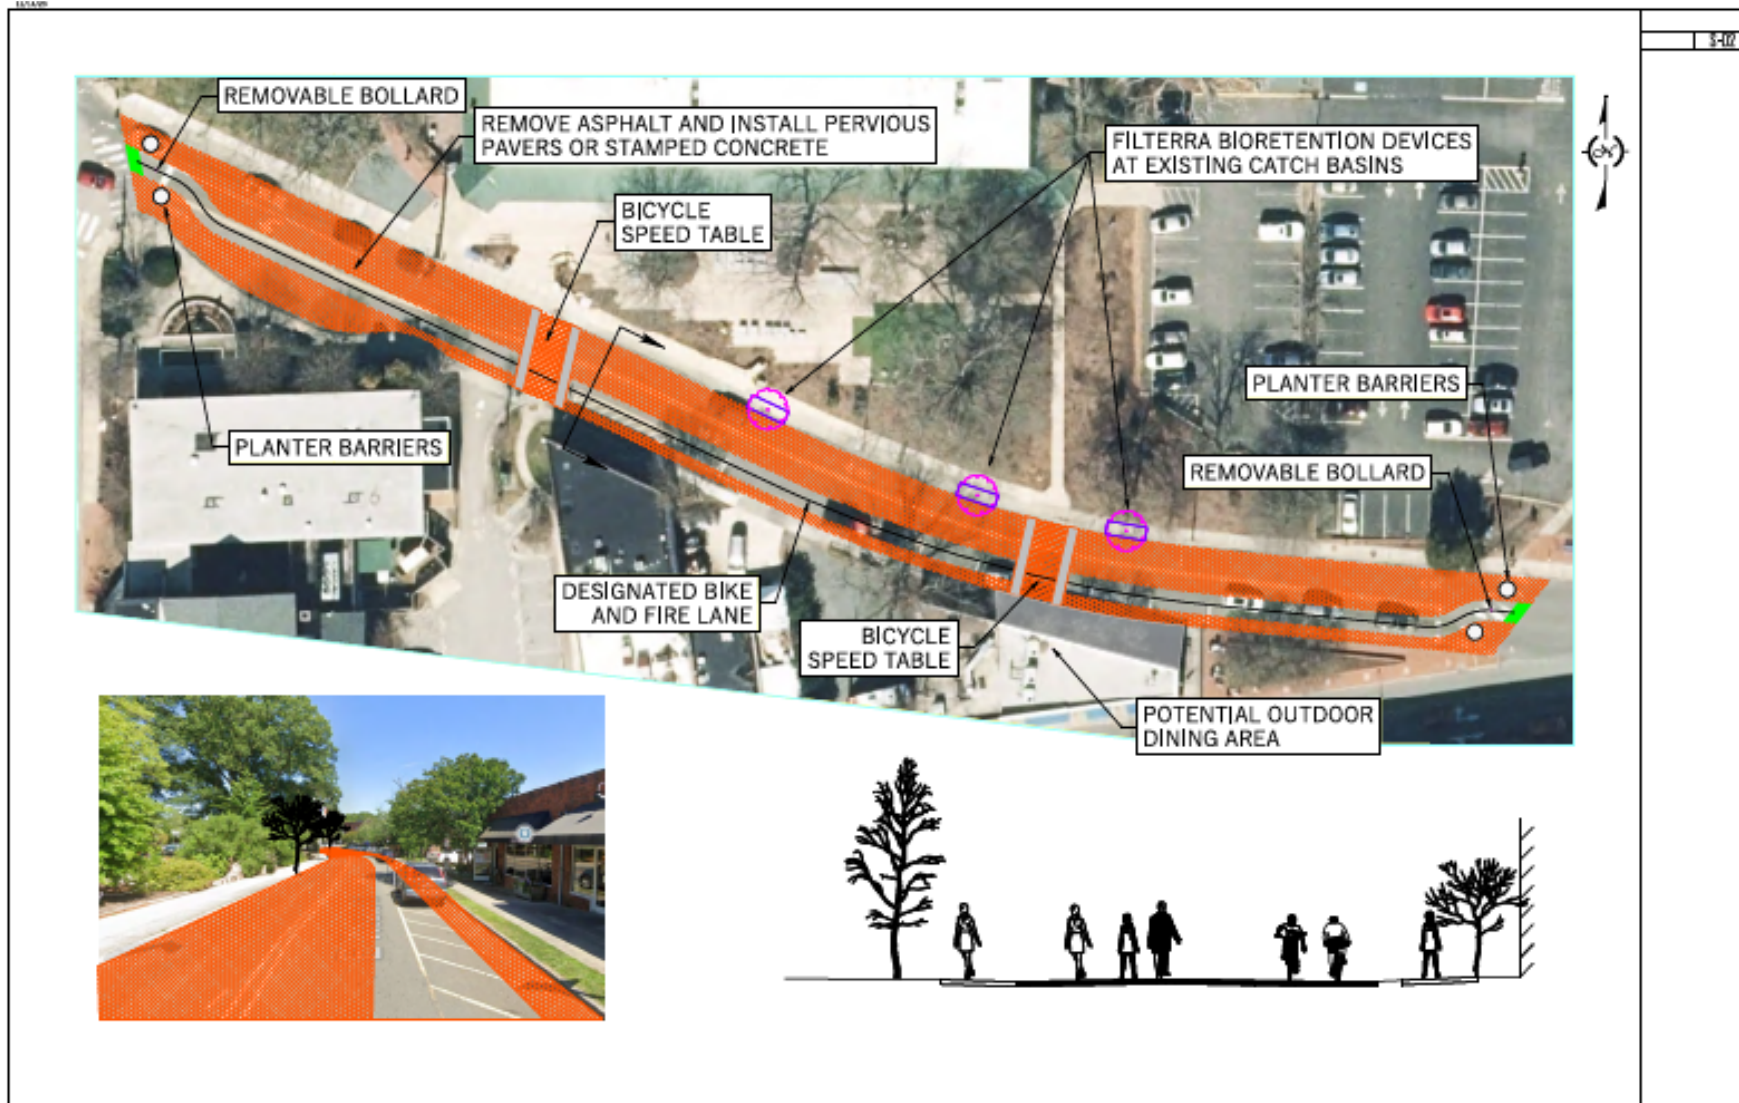 S-02
REMOVABLE BOLLARD
REMOVE ASPHALT AND INSTALL PERVIOUS
PAVERS OR STAMPED CONCRETE
FILTERRA BIORETENTION DEVICES
AT EXISTING CATCH BASINS
BICYCLE
SPEED TABLE
PLANTER BARRIERS
PLANTER BARRIERS
REMOVABLE BOLLARD
DESIGNATED BIKE
AND FIRE LANE
BICYCLE
SPEED TABLE
POTENTIAL OUTDOOR
DINING AREA